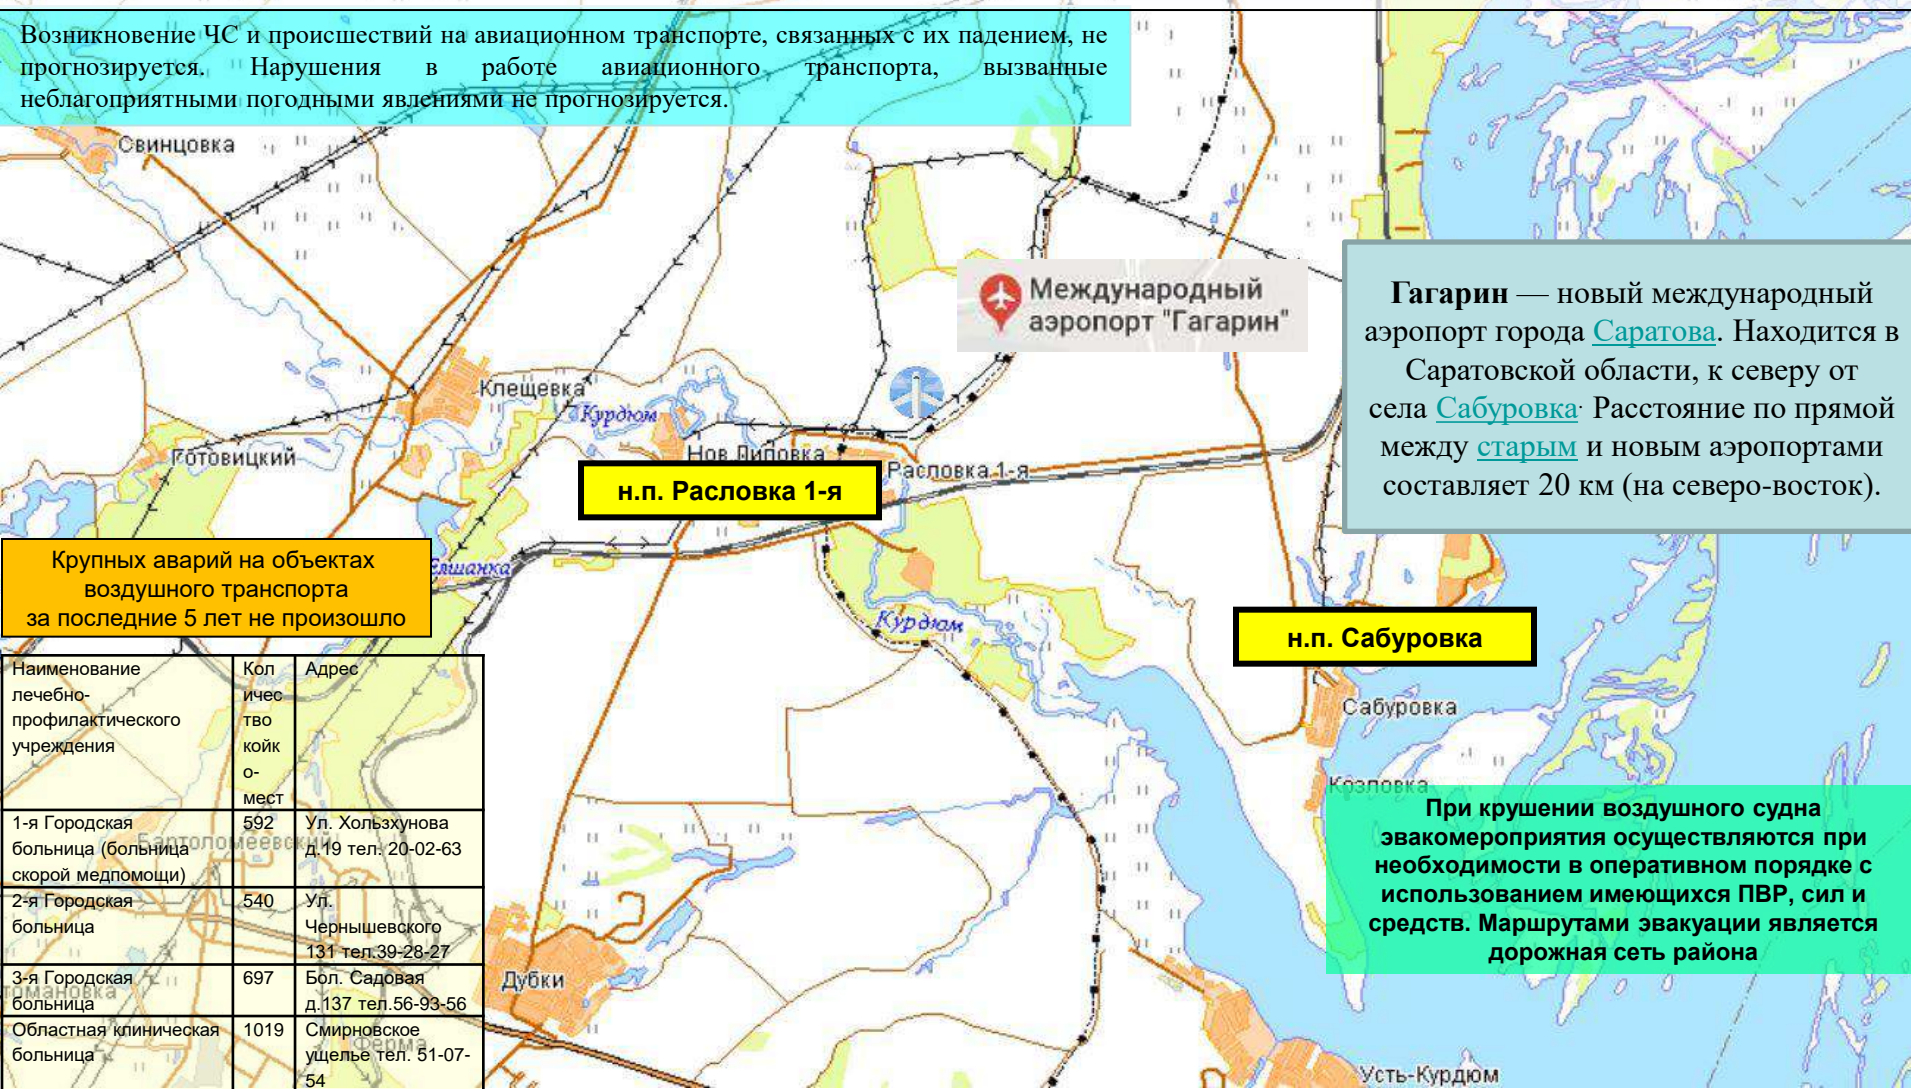 Возникновение ЧС и происшествий на авиационном транспорте, связанных с их падением, не
прогнозируется. Нарушения в работе авиационного транспорта, вызванные
неблагоприятными погодными явлениями не прогнозируется.
Свинцовка
Международный
аэропорт "Гагарин"
Гагарин — новый международный
аэропорт города Саратова. Находится в
Саратовской области, к северу от
села Сабуровка. Расстояние по прямой
между старым и новым аэропортами
составляет 20 км (на северо-восток).
Клещевка
Курдюм
Готовицкий
Нов Липовка
Расловка 1-я
н.п. Расловка 1-я
Крупных аварий на объектах
воздушного транспорта
за последние 5 лет не произошло
Елшанка
Курдюм
н.п. Сабуровка
Сабуровка
Козловка
При крушении воздушного судна
эвакомероприятия осуществляются при
необходимости в оперативном порядке с
использованием имеющихся ПВР, сил и
средств. Маршрутами эвакуации является
дорожная сеть района
Наименование
лечебно-
профилактического
учреждения
Кол
ичес
тво
койк
о-
мест
Адрес
1-я Городская
больница (больница
скорой медпомощи)
592
Ул. Хользхунова
д.19 тел. 20-02-63
Бартоломеевский
2-я Городская
больница
540
Ул.
Чернышевского
131 тел.39-28-27
3-я Городская
больница
697
Бол. Садовая
д.137 тел.56-93-56
Областная клиническая
больница
1019
Смирновское
ущелье тел. 51-07-
54
Ферма
Дубки
Усть-Курдюм